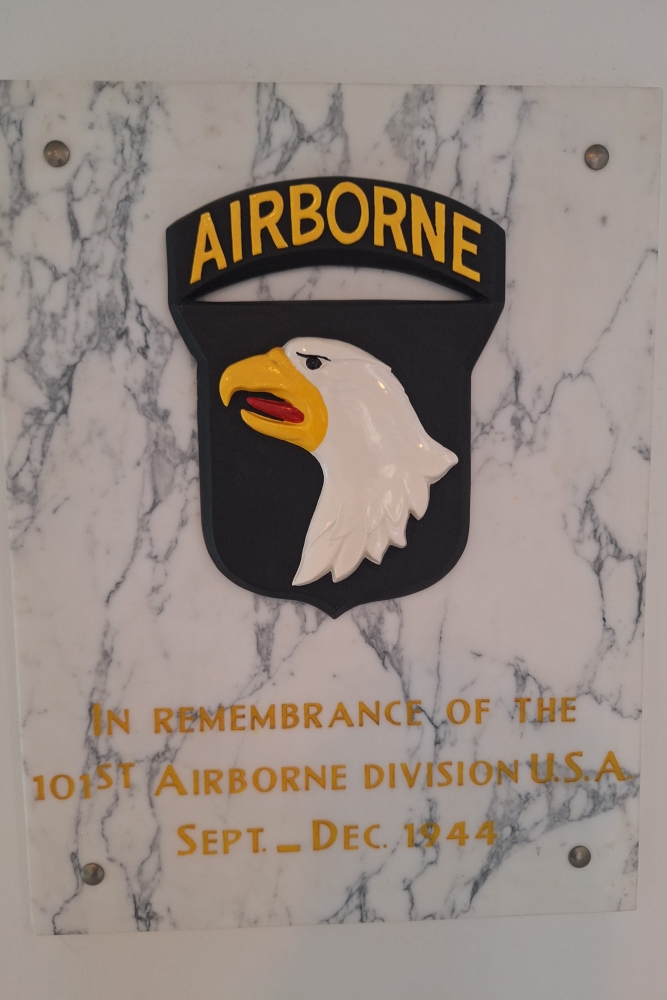 AIRBORNE
IN REMEMBRANCE OF THE
101ST AIRBORNE DIVISION U.S.A.
SEPT. – DEC. 1944